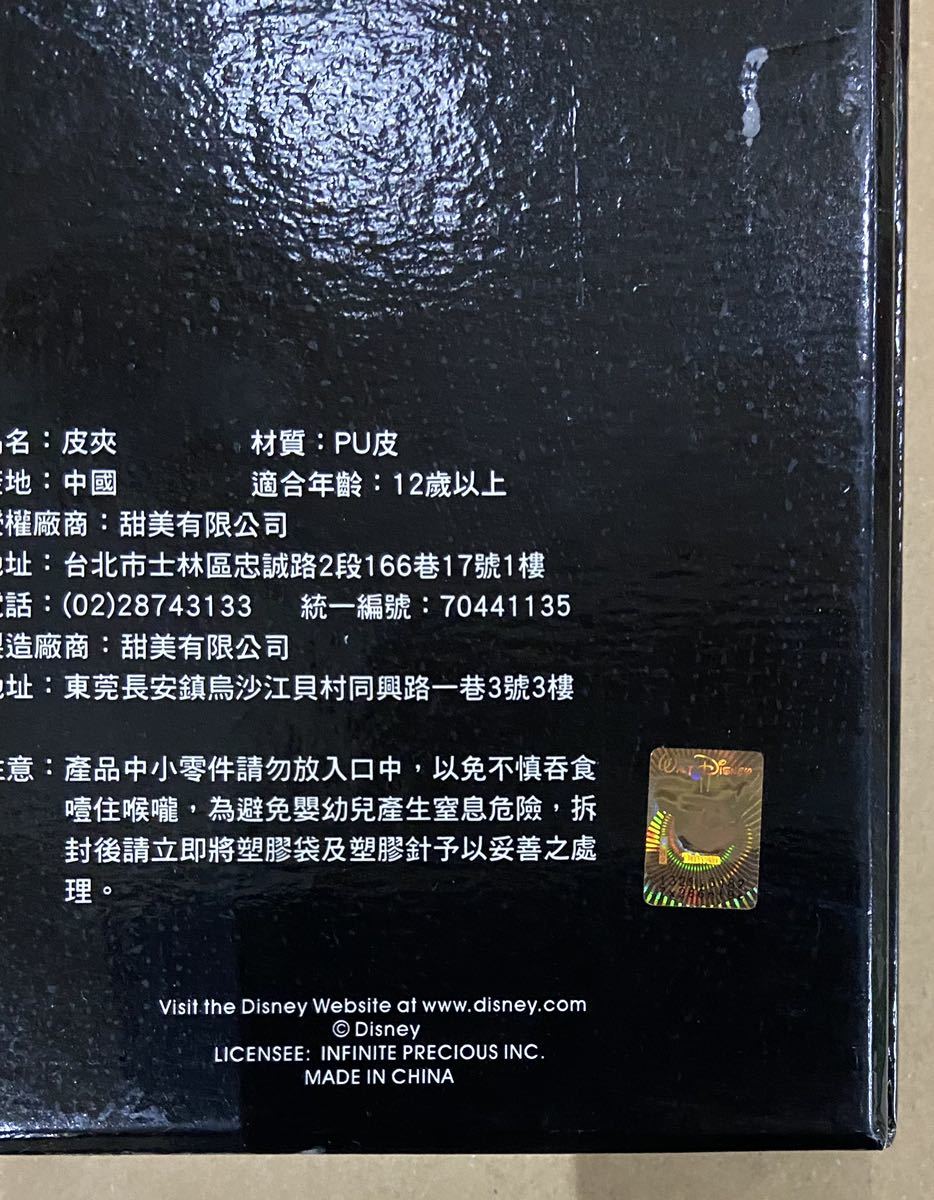 名：皮夾 材質：PU皮
地：中國 適合年齡：12歲以上
權廠商：甜美有限公司
址：台北市士林區忠誠路2段166巷17號1樓
話：(02)28743133 統一編號：70441135
造廠商：甜美有限公司
址：東莞長安鎮烏沙江貝村同興路一巷3號3樓
意：產品中小零件請勿放入口中，以免不慎吞食
噎住喉嚨，為避免嬰幼兒產生窒息危險，拆
封後請立即將塑膠袋及塑膠針予以妥善之處
理。
WALT DISNEY
Visit the Disney Website at www.disney.com
© Disney
LICENSEE: INFINITE PRECIOUS INC.
MADE IN CHINA